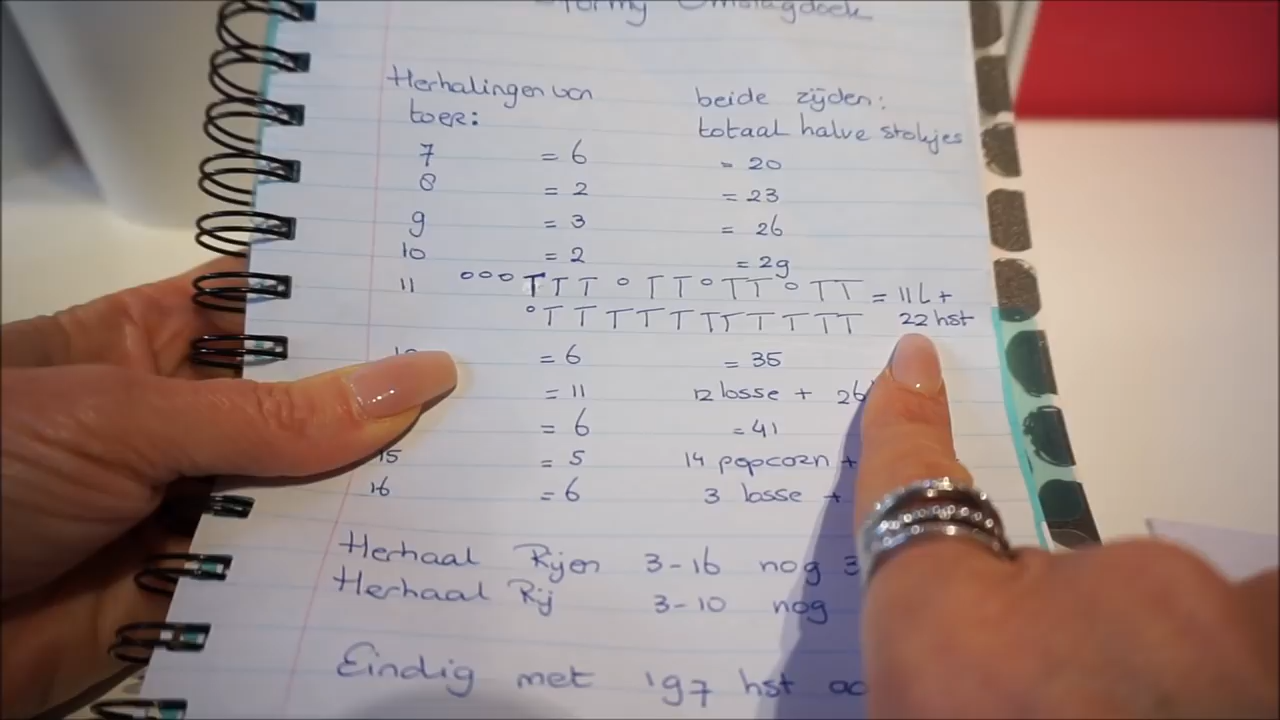 Omslagdoek
Herhalingen von beide zijden:
toer: totaal halve stokjes
7 = 6 = 20
8 = 2 = 23
9 = 3 = 26
10 = 2 = 29
11 ooo T T T o T T o T T o T T = 11 L +
o T T T T T T T T T T T 22 hst
= 6 = 35
= 11 12 losse + 26
= 6 = 41
15 = 5 14 popcorn +
16 = 6 3 losse +
Herhaal Rijen 3-16 nog 3
Herhaal Rij 3-10 nog
Eindig met 197 hst